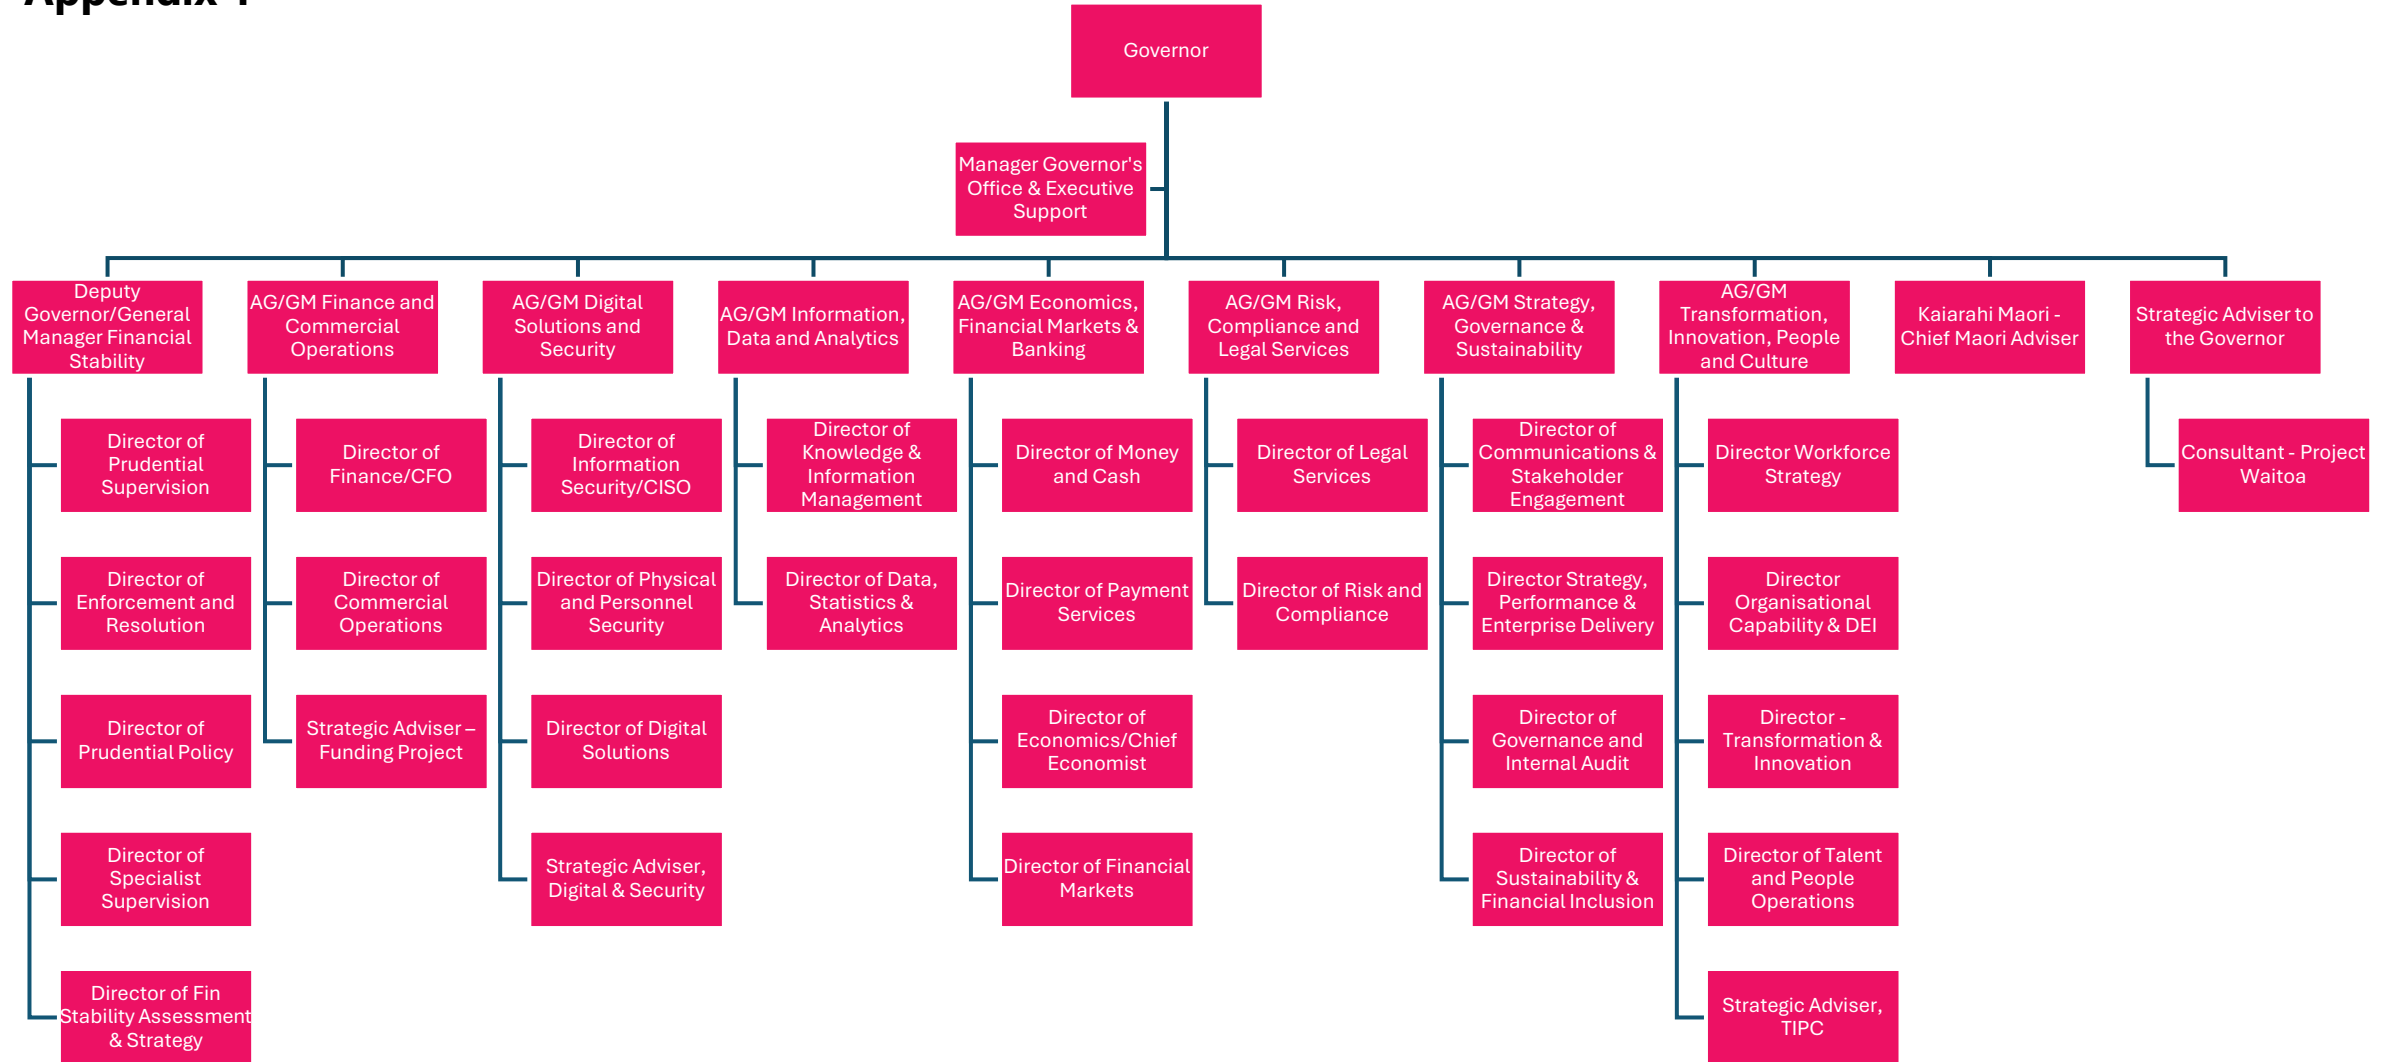 Governor
Manager Governor's
Office & Executive
Support
Deputy
Governor/General
Manager Financial
Stability
AG/GM Finance and
Commercial
Operations
AG/GM Digital
Solutions and
Security
AG/GM Information,
Data and Analytics
AG/GM Economics,
Financial Markets &
Banking
AG/GM Risk,
Compliance and
Legal Services
AG/GM Strategy,
Governance &
Sustainability
AG/GM
Transformation,
Innovation, People
and Culture
Kaiarahi Maori -
Chief Maori Adviser
Strategic Adviser to
the Governor
Director of
Prudential
Supervision
Director of
Enforcement and
Resolution
Director of
Prudential Policy
Director of
Specialist
Supervision
Director of Fin
Stability Assessment
& Strategy
Director of
Finance/CFO
Director of
Commercial
Operations
Strategic Adviser –
Funding Project
Director of
Information
Security/CISO
Director of Physical
and Personnel
Security
Director of Digital
Solutions
Strategic Adviser,
Digital & Security
Director of
Knowledge &
Information
Management
Director of Data,
Statistics &
Analytics
Director of Money
and Cash
Director of Payment
Services
Director of
Economics/Chief
Economist
Director of Financial
Markets
Director of Legal
Services
Director of Risk and
Compliance
Director of
Communications &
Stakeholder
Engagement
Director Strategy,
Performance &
Enterprise Delivery
Director of
Governance and
Internal Audit
Director of
Sustainability &
Financial Inclusion
Director Workforce
Strategy
Director
Organisational
Capability & DEI
Director -
Transformation &
Innovation
Director of Talent
and People
Operations
Strategic Adviser,
TIPC
Consultant - Project
Waitoa